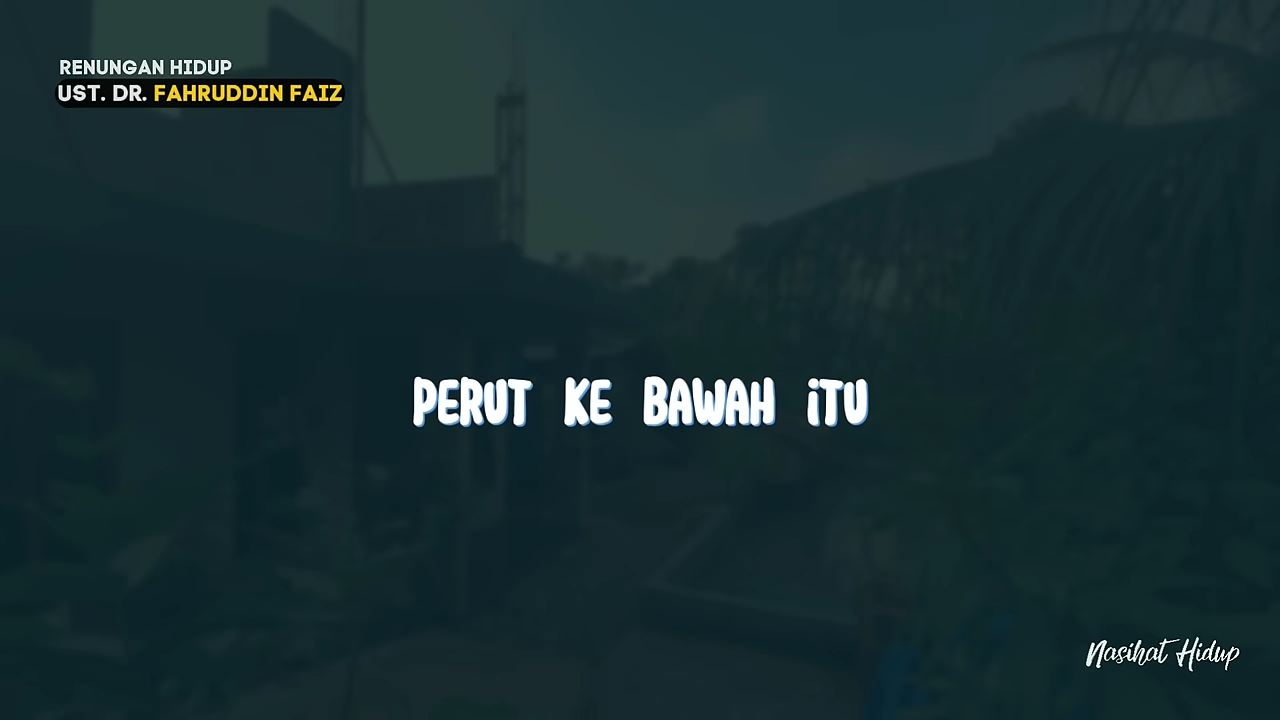 RENUNGAN HIDUP
UST. DR. FAHRUDDIN FAIZ
PERUT KE BAWAH iTU
Nasihat Hidup